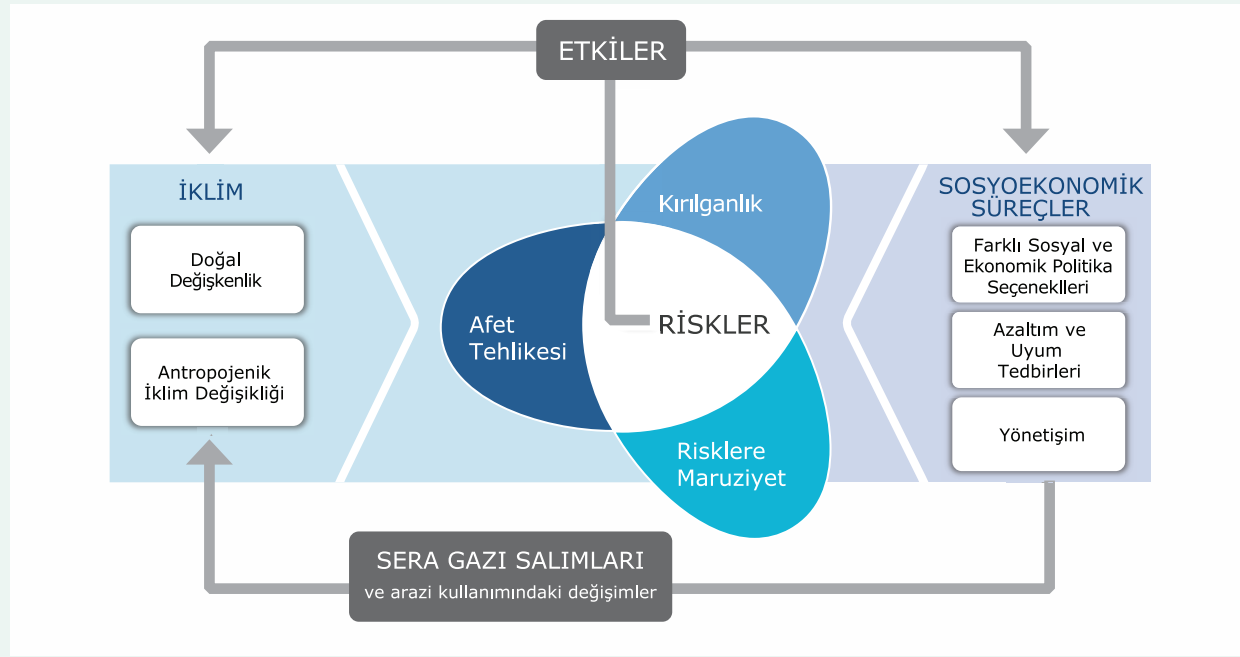 ETKİLER
İKLİM
Doğal
Değişkenlik
Antropojenik
İklim Değişikliği
Kırılganlık
Afet
Tehlikesi
RİSKLER
Risklere
Maruziyet
SOSYOEKONOMİK
SÜREÇLER
Farklı Sosyal ve
Ekonomik Politika
Seçeneklleri
Azaltım ve
Uyum
Tedbirleri
Yönetişim
SERA GAZI SALIMLARI
ve arazi kullanımındaki değişimler